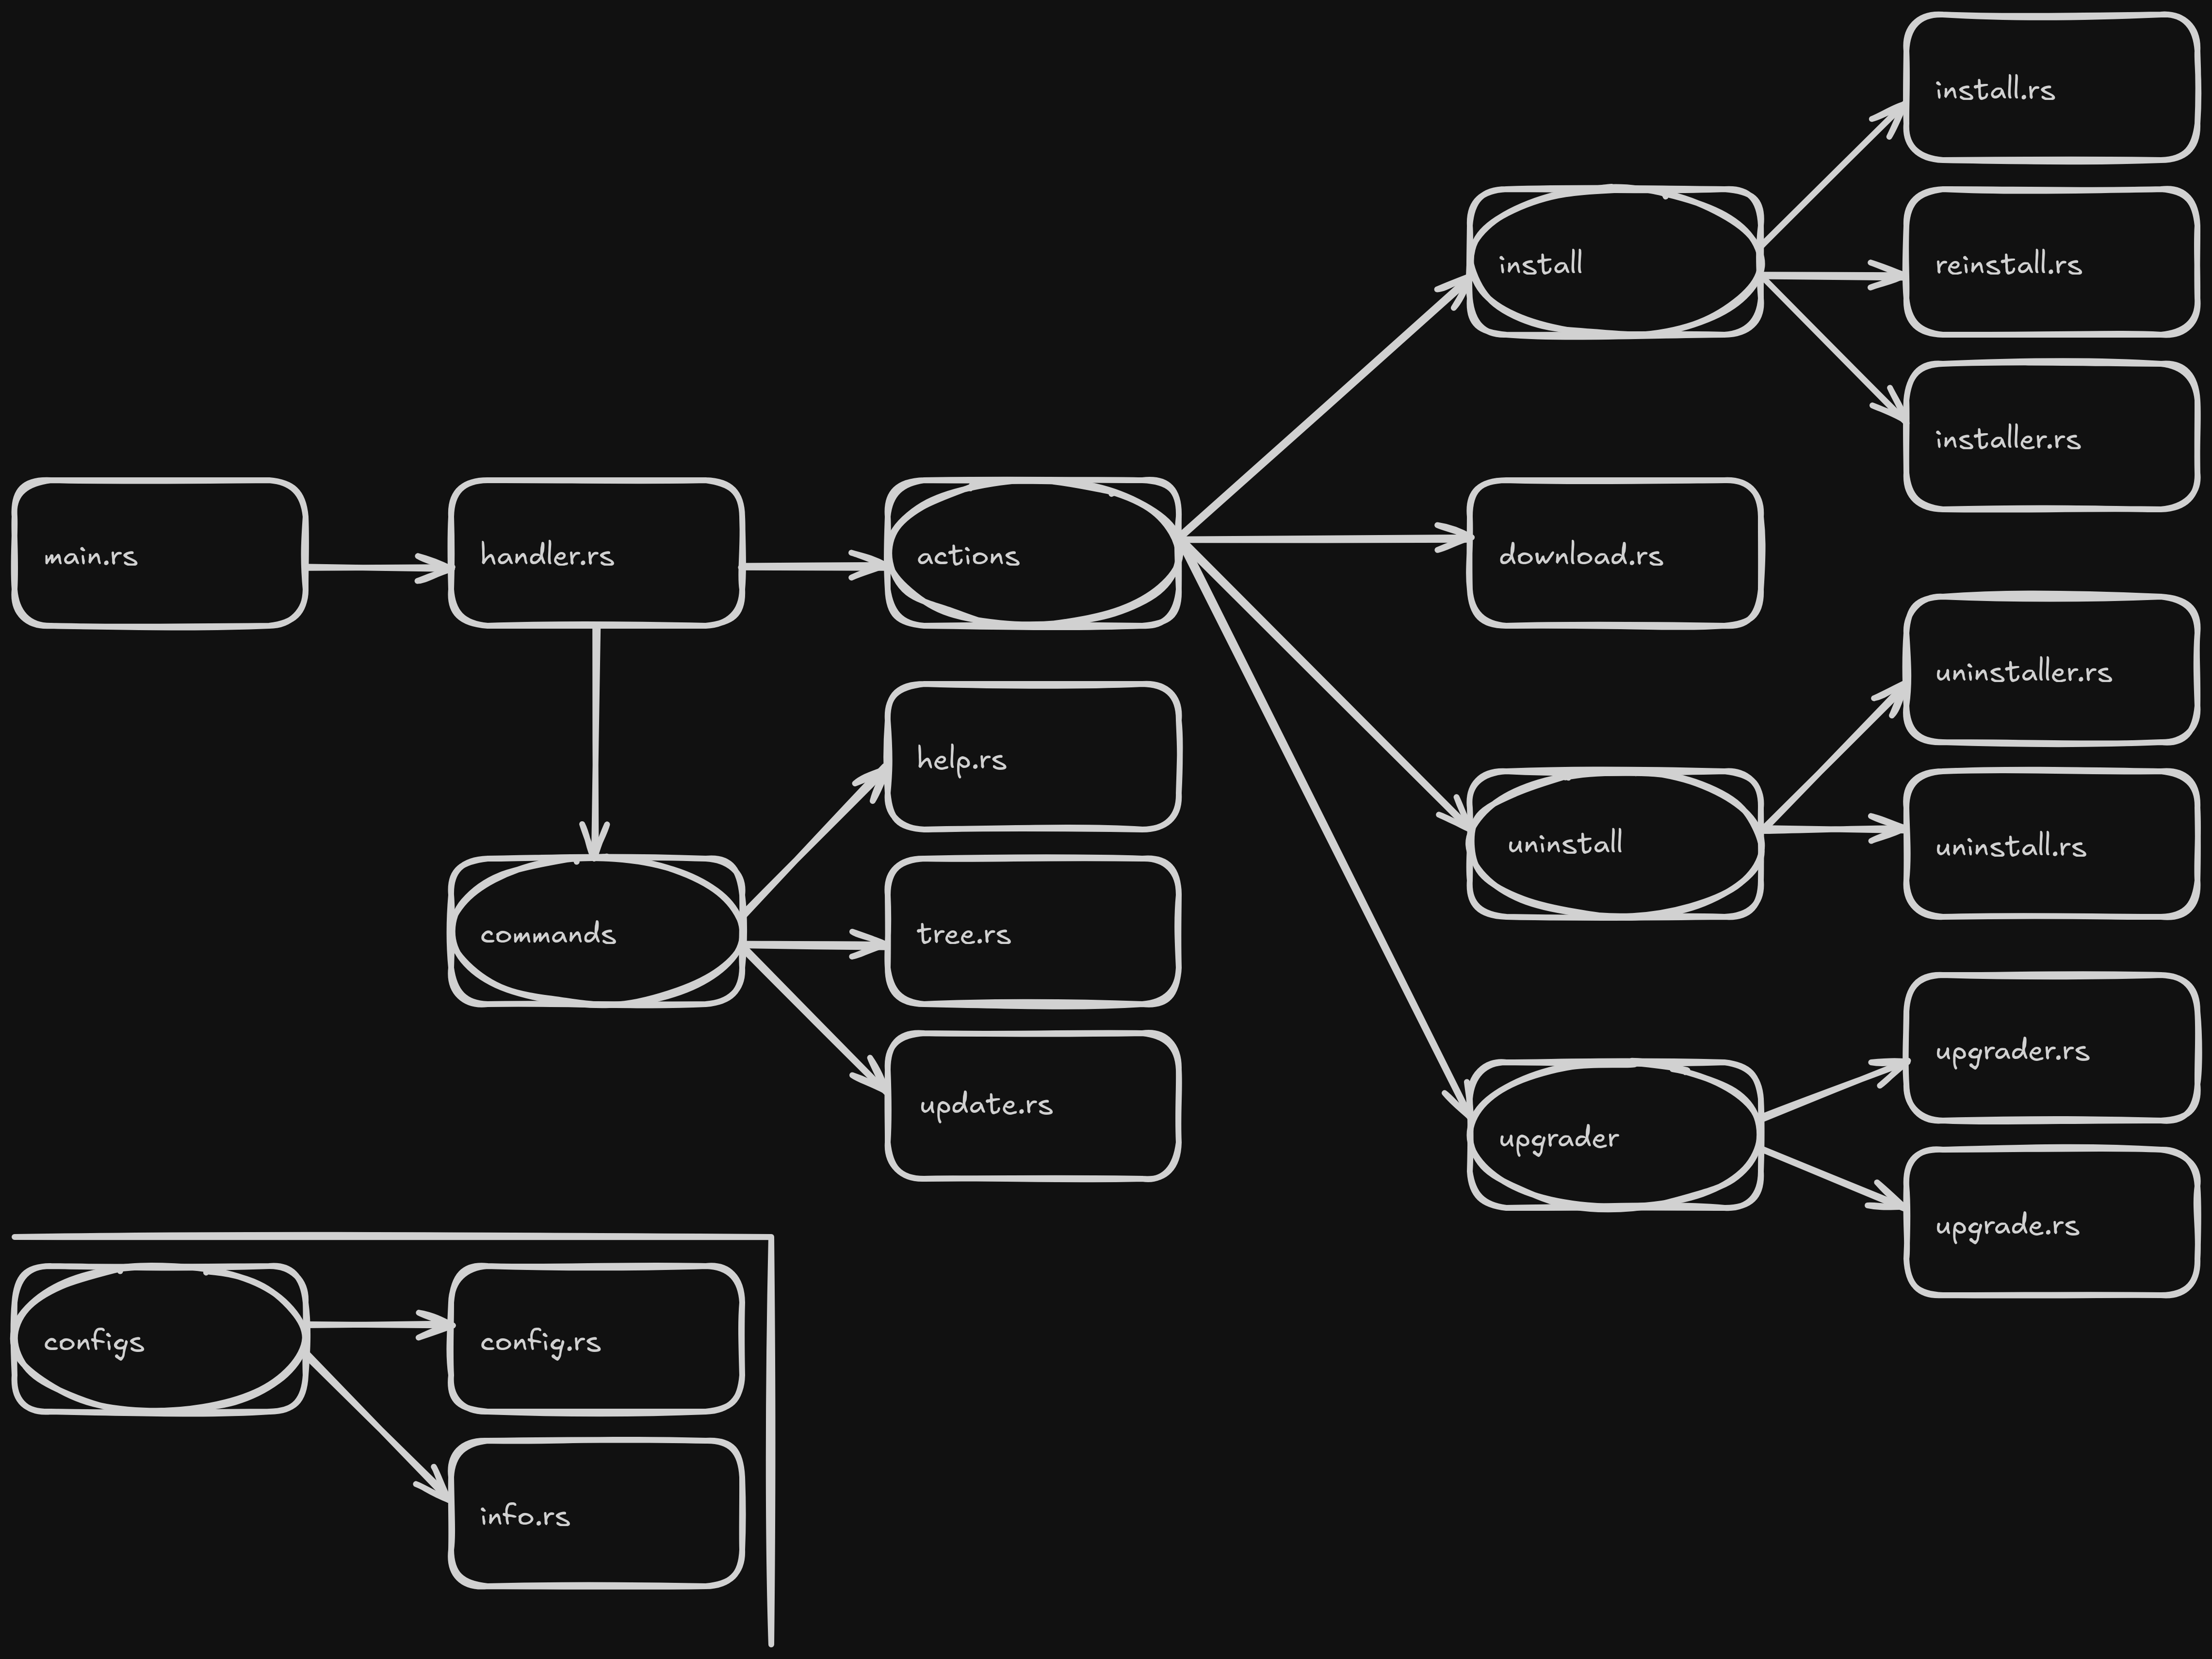 install.rs
install
reinstall.rs
installer.rs
main.rs
handler.rs
actions
download.rs
uninstaller.rs
help.rs
uninstall
uninstall.rs
commands
tree.rs
upgrader.rs
update.rs
upgrader
upgrade.rs
configs
config.rs
info.rs